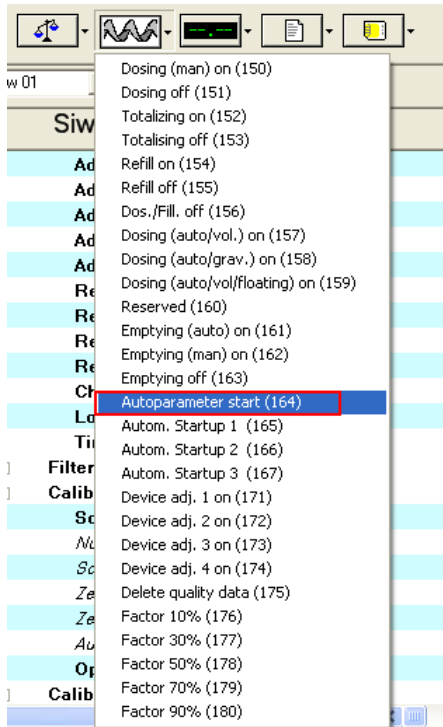 --.--
w 01
Siw
Dosing (man) on (150)
Dosing off (151)
Totalizing on (152)
Totalising off (153)
Refill on (154)
Refill off (155)
Dos./Fill. off (156)
Dosing (auto/vol.) on (157)
Dosing (auto/grav.) on (158)
Dosing (auto/vol/floating) on (159)
Reserved (160)
Emptying (auto) on (161)
Emptying (man) on (162)
Emptying off (163)
Autoparameter start (164)
Autom. Startup 1 (165)
Autom. Startup 2 (166)
Autom. Startup 3 (167)
Device adj. 1 on (171)
Device adj. 2 on (172)
Device adj. 3 on (173)
Device adj. 4 on (174)
Delete quality data (175)
Factor 10% (176)
Factor 30% (177)
Factor 50% (178)
Factor 70% (179)
Factor 90% (180)
Ad
Ad
Ad
Ad
Ad
Re
Re
Re
Re
Ch
Lo
Ti
Filter
Calib
Sc
Nu
Sc
Ze
Ze
Au
Op
Calib